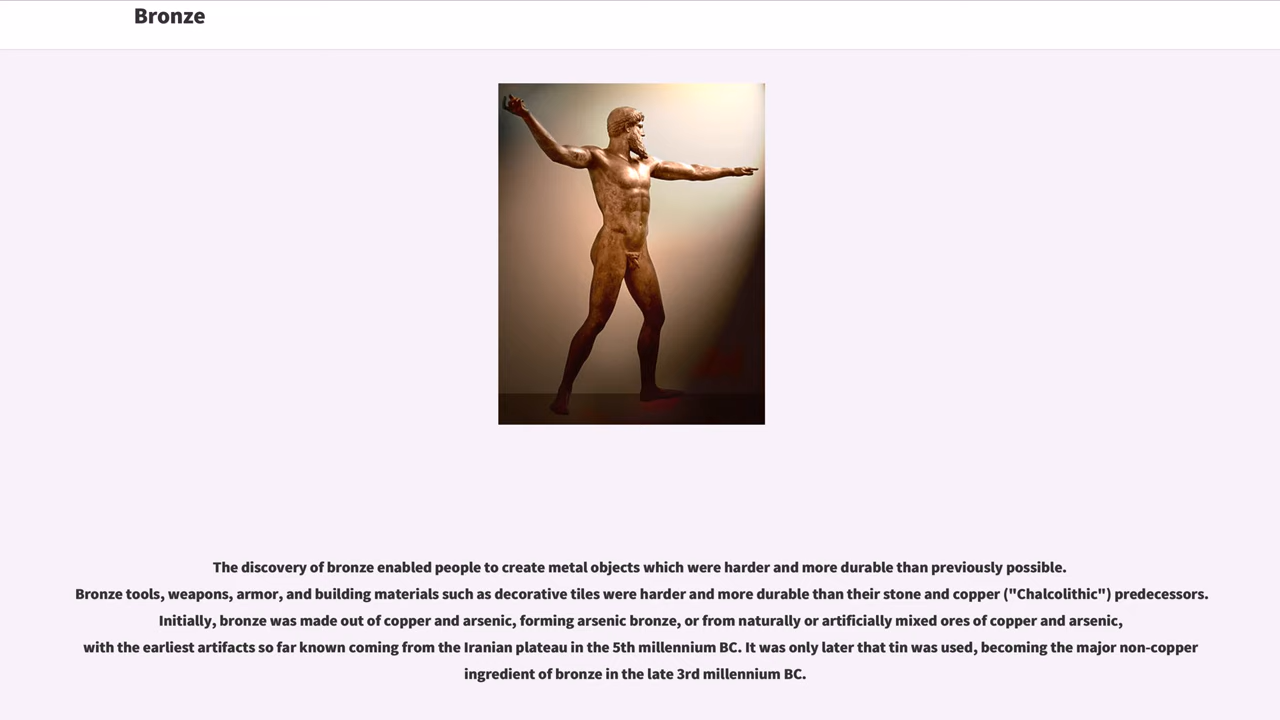 Bronze
The discovery of bronze enabled people to create metal objects which were harder and more durable than previously possible.
Bronze tools, weapons, armor, and building materials such as decorative tiles were harder and more durable than their stone and copper ("Chalcolithic") predecessors.
Initially, bronze was made out of copper and arsenic, forming arsenic bronze, or from naturally or artificially mixed ores of copper and arsenic,
with the earliest artifacts so far known coming from the Iranian plateau in the 5th millennium BC. It was only later that tin was used, becoming the major non-copper
ingredient of bronze in the late 3rd millennium BC.